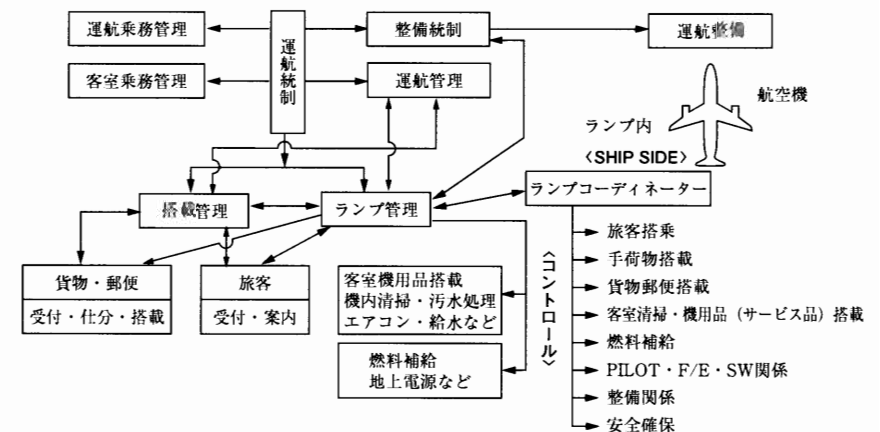 運航乗務管理
整備統制
運航整備
運航統制
客室乗務管理
運航管理
航空機
ランプ内
〈SHIP SIDE〉
ランプコーディネーター
搭載管理
ランプ管理
旅客搭乗
手荷物搭載
貨物郵便搭載
客室清掃・機用品（サービス品）搭載
燃料補給
PILOT・F/E・SW関係
整備関係
安全確保
〈コントロール〉
貨物・郵便
受付・仕分・搭載
旅客
受付・案内
客室機用品搭載
機内清掃・汚水処理
エアコン・給水など
燃料補給
地上電源など